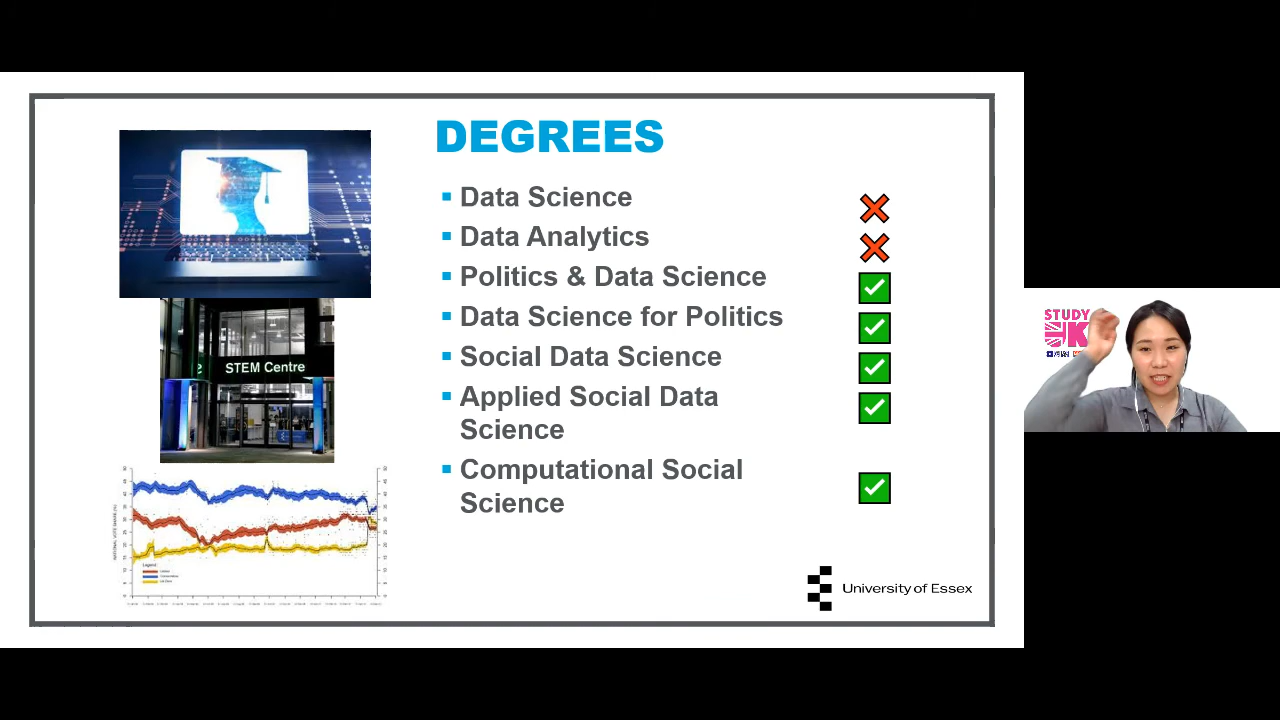 DEGREES
Data Science
Data Analytics
Politics & Data Science
Data Science for Politics
Social Data Science
Applied Social Data
Science
Computational Social
Science
STEM Centre
University of Essex
STUDY
UK